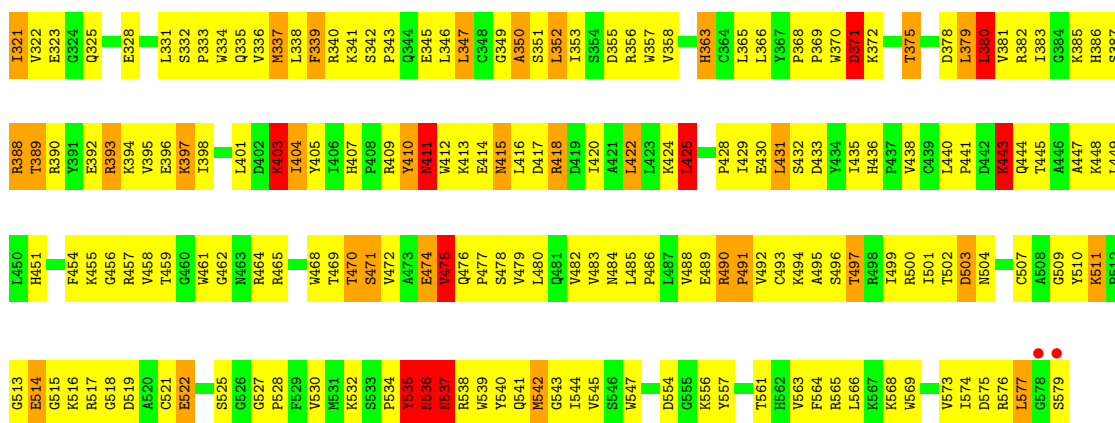 I321 V322 E323 G324 Q325 E328 L331 S332 P333 W334 Q335 V336 M337 L338 F339 R340 K341 S342 P343 Q344 E345 L346 L347 C348 G349 A350 S351 L352 I353 S354 D355 R356 W357 V358 H363 C364 L365 L366 Y367 P368 P369 W370 D371 K372 T375 D378 L379 L380 V381 R382 I383 G384 K385 H386 S387
R388 T389 R390 Y391 E392 R393 K394 V395 E396 K397 I398 L401 D402 K403 I404 Y405 I406 H407 P408 R409 Y410 N411 W412 K413 E414 N415 L416 D417 R418 D419 I420 A421 L422 L423 K424 L425 P428 I429 E430 L431 S432 D433 Y434 I435 H436 P437 V438 C439 L440 P441 D442 K443 Q444 T445 A446 A447 K448 L449
L450 H451 F454 K455 G456 R457 V458 T459 G460 W461 G462 N463 R464 R465 W468 T469 T470 S471 V472 A473 E474 V475 Q476 P477 S478 V479 L480 Q481 V482 V483 N484 L485 P486 L487 V488 E489 R490 P491 V492 C493 K494 A495 S496 T497 R498 I499 R500 I501 T502 D503 N504 C507 A508 G509 Y510 K511 P512
G513 E514 G515 K516 R517 G518 D519 A520 C521 E522 S525 G526 G527 P528 F529 V530 M531 K532 S533 P534 Y535 N536 N537 R538 W539 Y540 Q541 M542 G543 I544 V545 S546 W547 D554 G555 K556 Y557 T561 H562 V563 F564 R565 L566 K567 K568 W569 V573 I574 D575 R576 L577 G578 S579